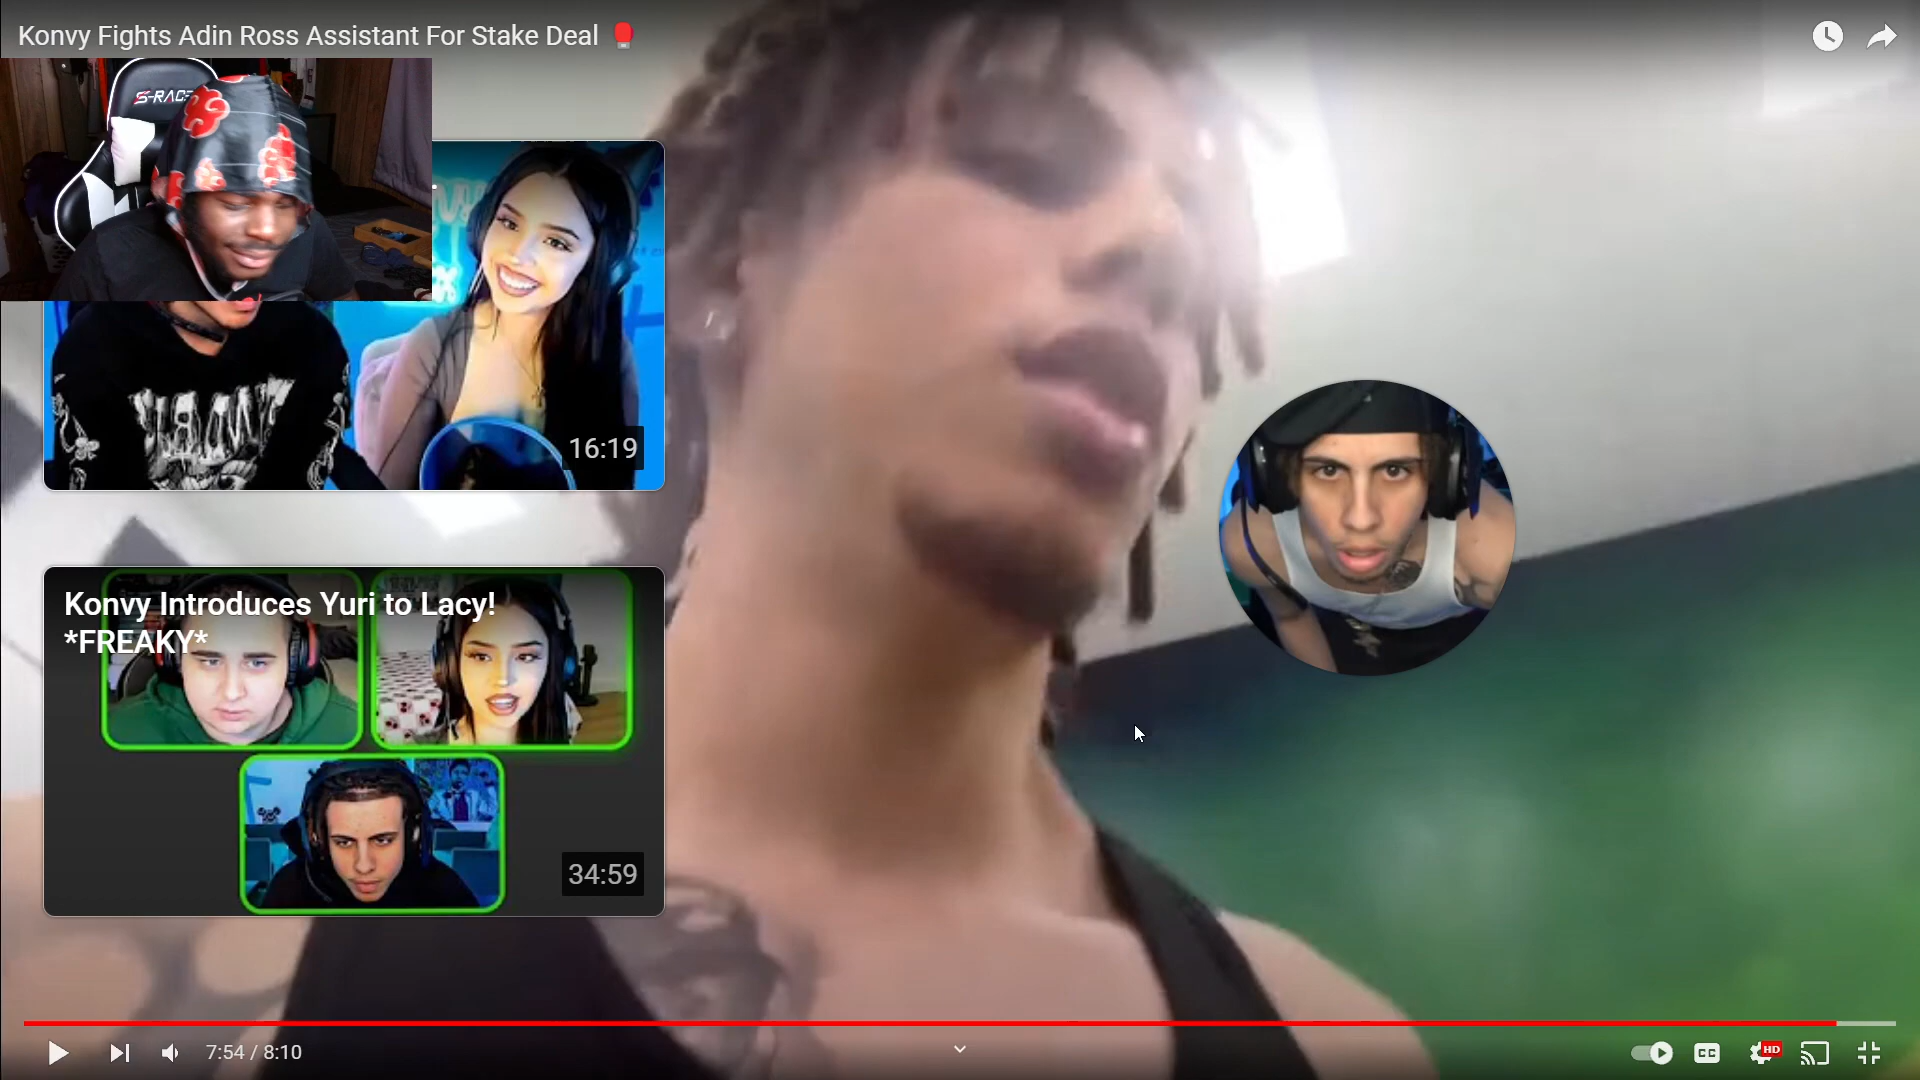 Konvy Fights Adin Ross Assistant For Stake Deal 🥊
S-RACE
16:19
Konvy Introduces Yuri to Lacy!
*FREAKY*
34:59
7:54 / 8:10
CC
HD